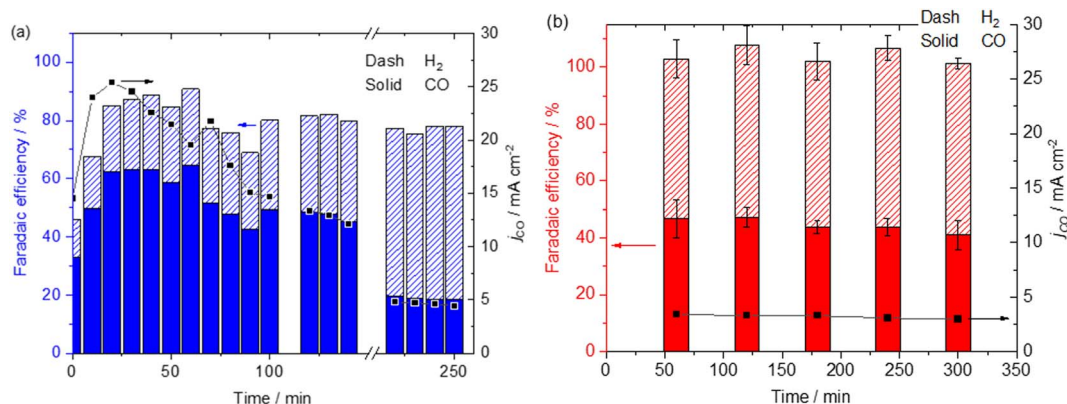 (a)
Dash H₂
Solid CO
Faradaic efficiency / %
100
80
60
40
20
0
30
25
20
15
10
5
0
j_CO / mA cm⁻²
0 50 100 250
Time / min
(b)
Dash H₂
Solid CO
Faradaic efficiency / %
100
80
60
40
20
0
30
25
20
15
10
5
0
j_CO / mA cm⁻²
0 50 100 150 200 250 300 350
Time / min